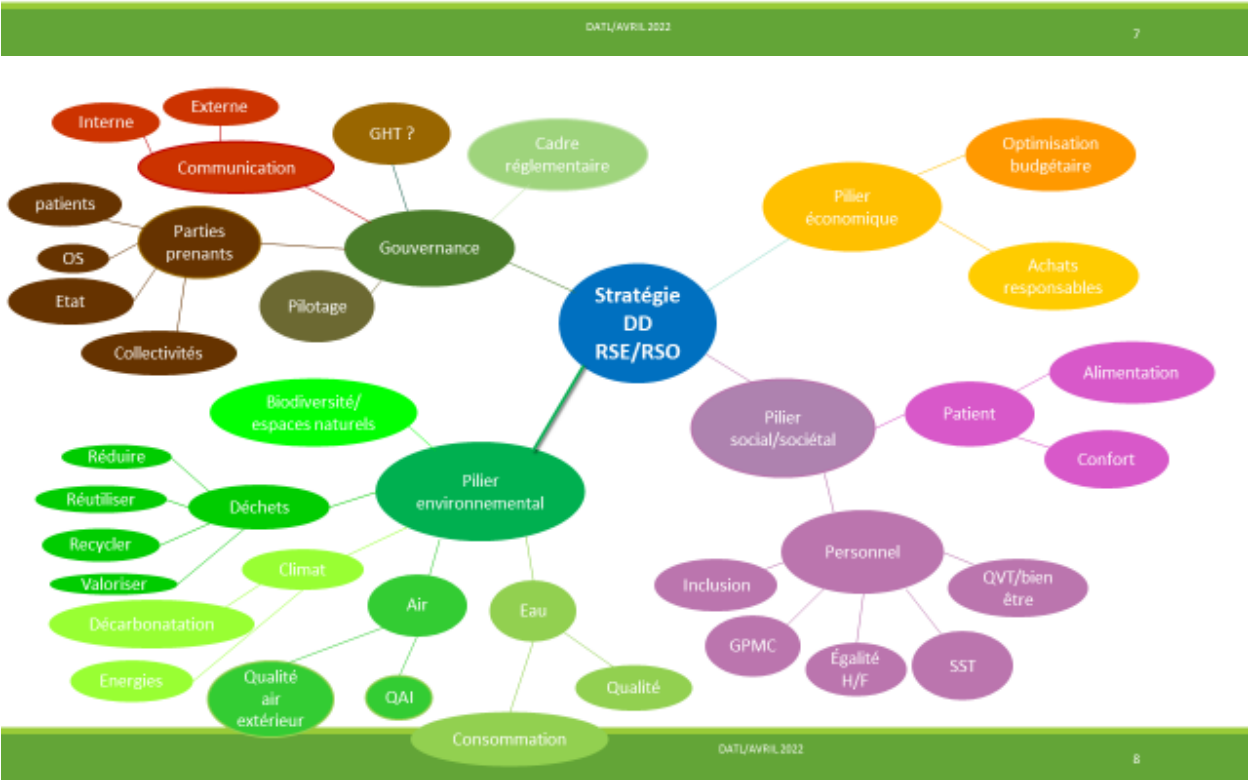 DATL/AVRIL 2022
7
Externe
Interne
Communication
GHT ?
Cadre
réglementaire
Optimisation
budgétaire
Pilier
économique
Achats
responsables
patients
Parties
prenants
OS
Etat
Collectivités
Gouvernance
Pilotage
Stratégie
DD
RSE/RSO
Biodiversité/
espaces naturels
Pilier
environnemental
Réduire
Réutiliser
Déchets
Recycler
Valoriser
Climat
Décarbonatation
Energies
Air
Qualité
air
extérieur
QAI
Eau
Qualité
Consommation
Pilier
social/sociétal
Patient
Alimentation
Confort
Personnel
Inclusion
GPMC
Égalité
H/F
SST
QVT/bien
être
DATL/AVRIL 2022
8